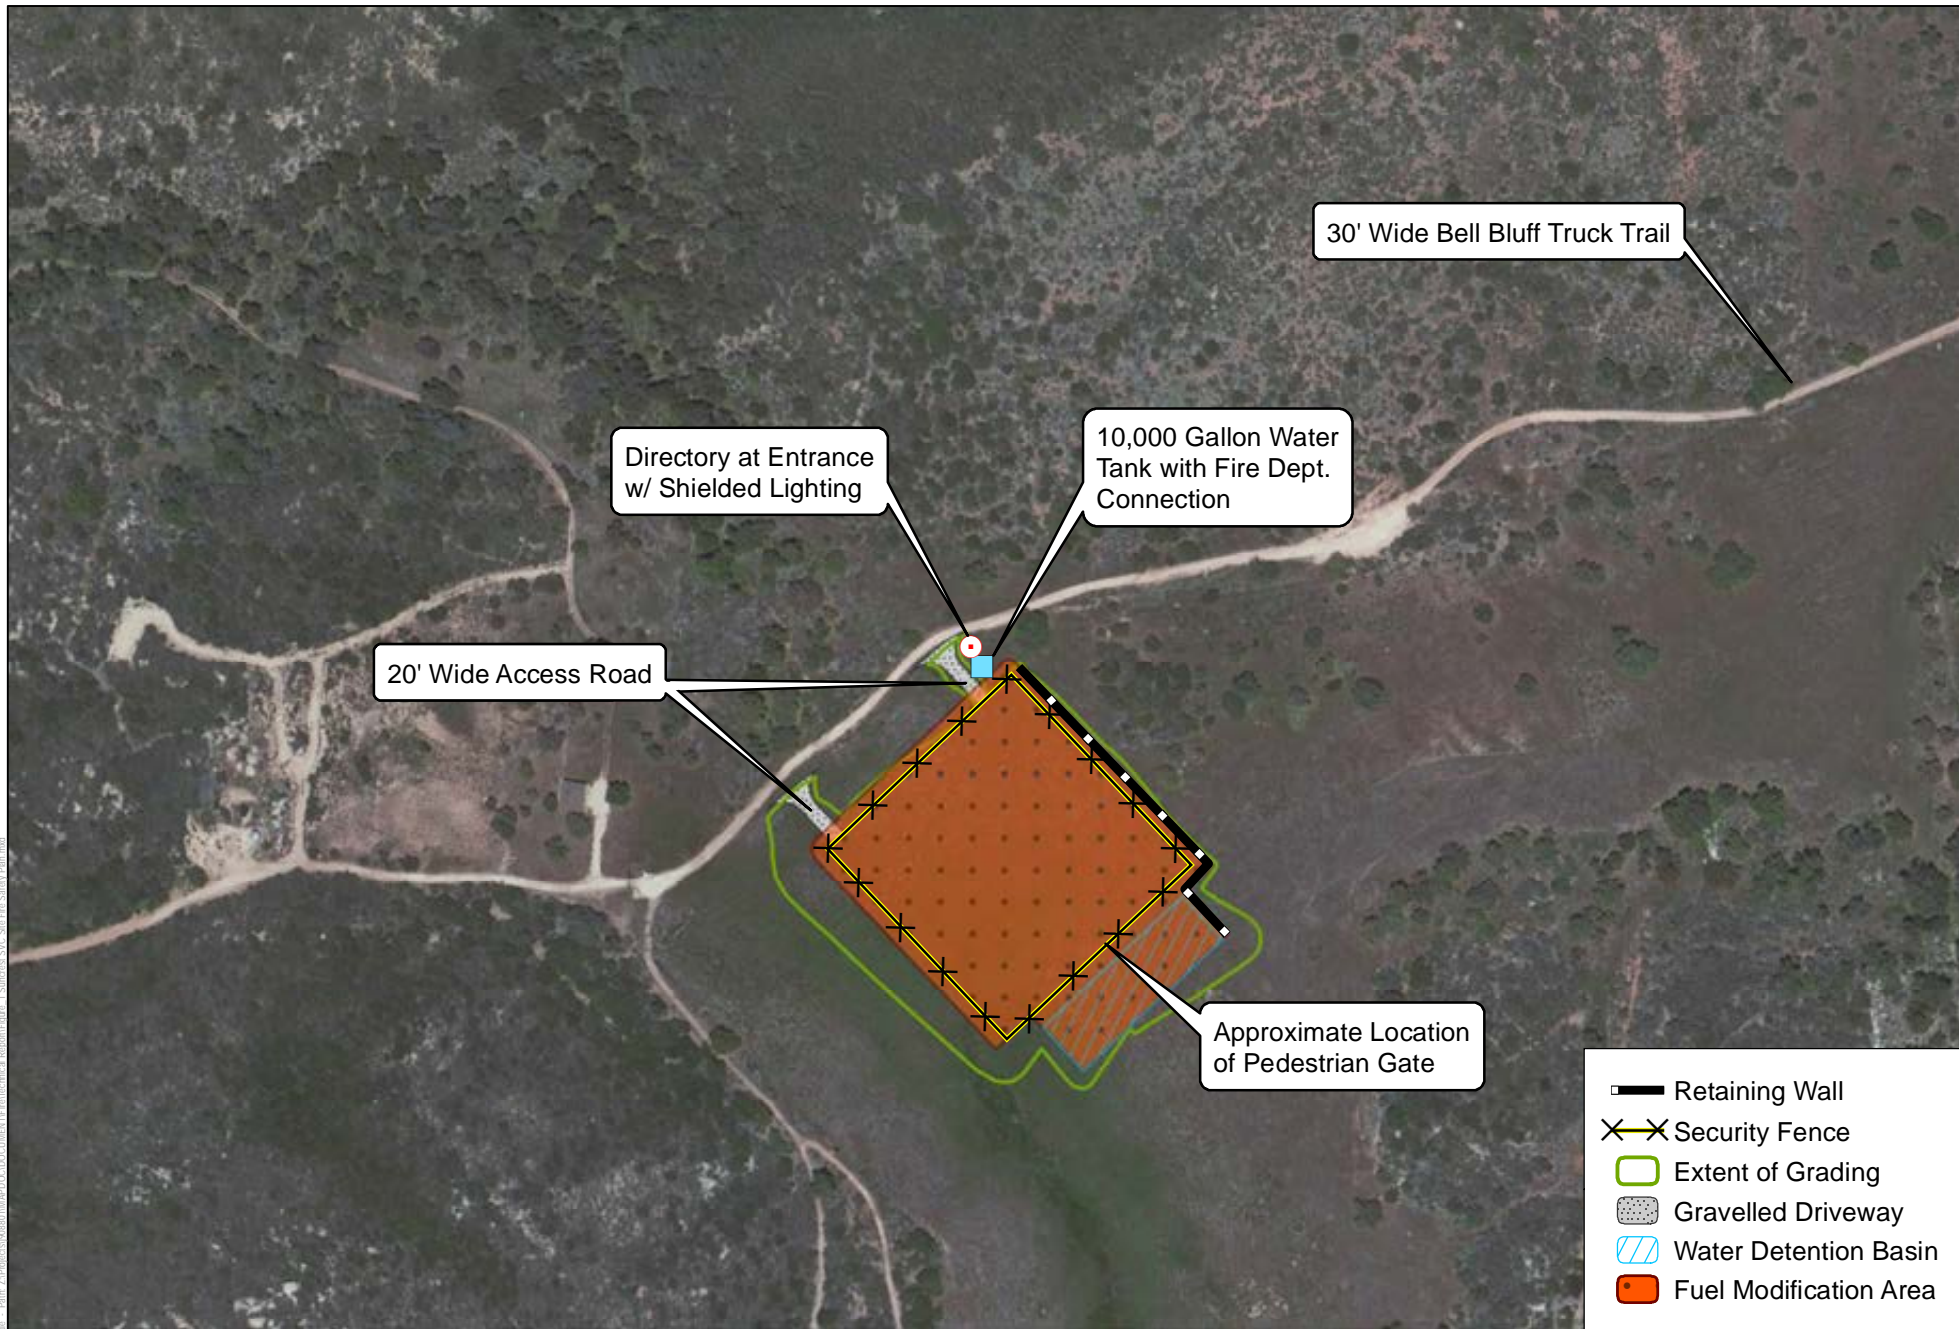 30' Wide Bell Bluff Truck Trail
Directory at Entrance
w/ Shielded Lighting
10,000 Gallon Water
Tank with Fire Dept.
Connection
20' Wide Access Road
Approximate Location
of Pedestrian Gate
Retaining Wall
Security Fence
Extent of Grading
Gravelled Driveway
Water Detention Basin
Fuel Modification Area